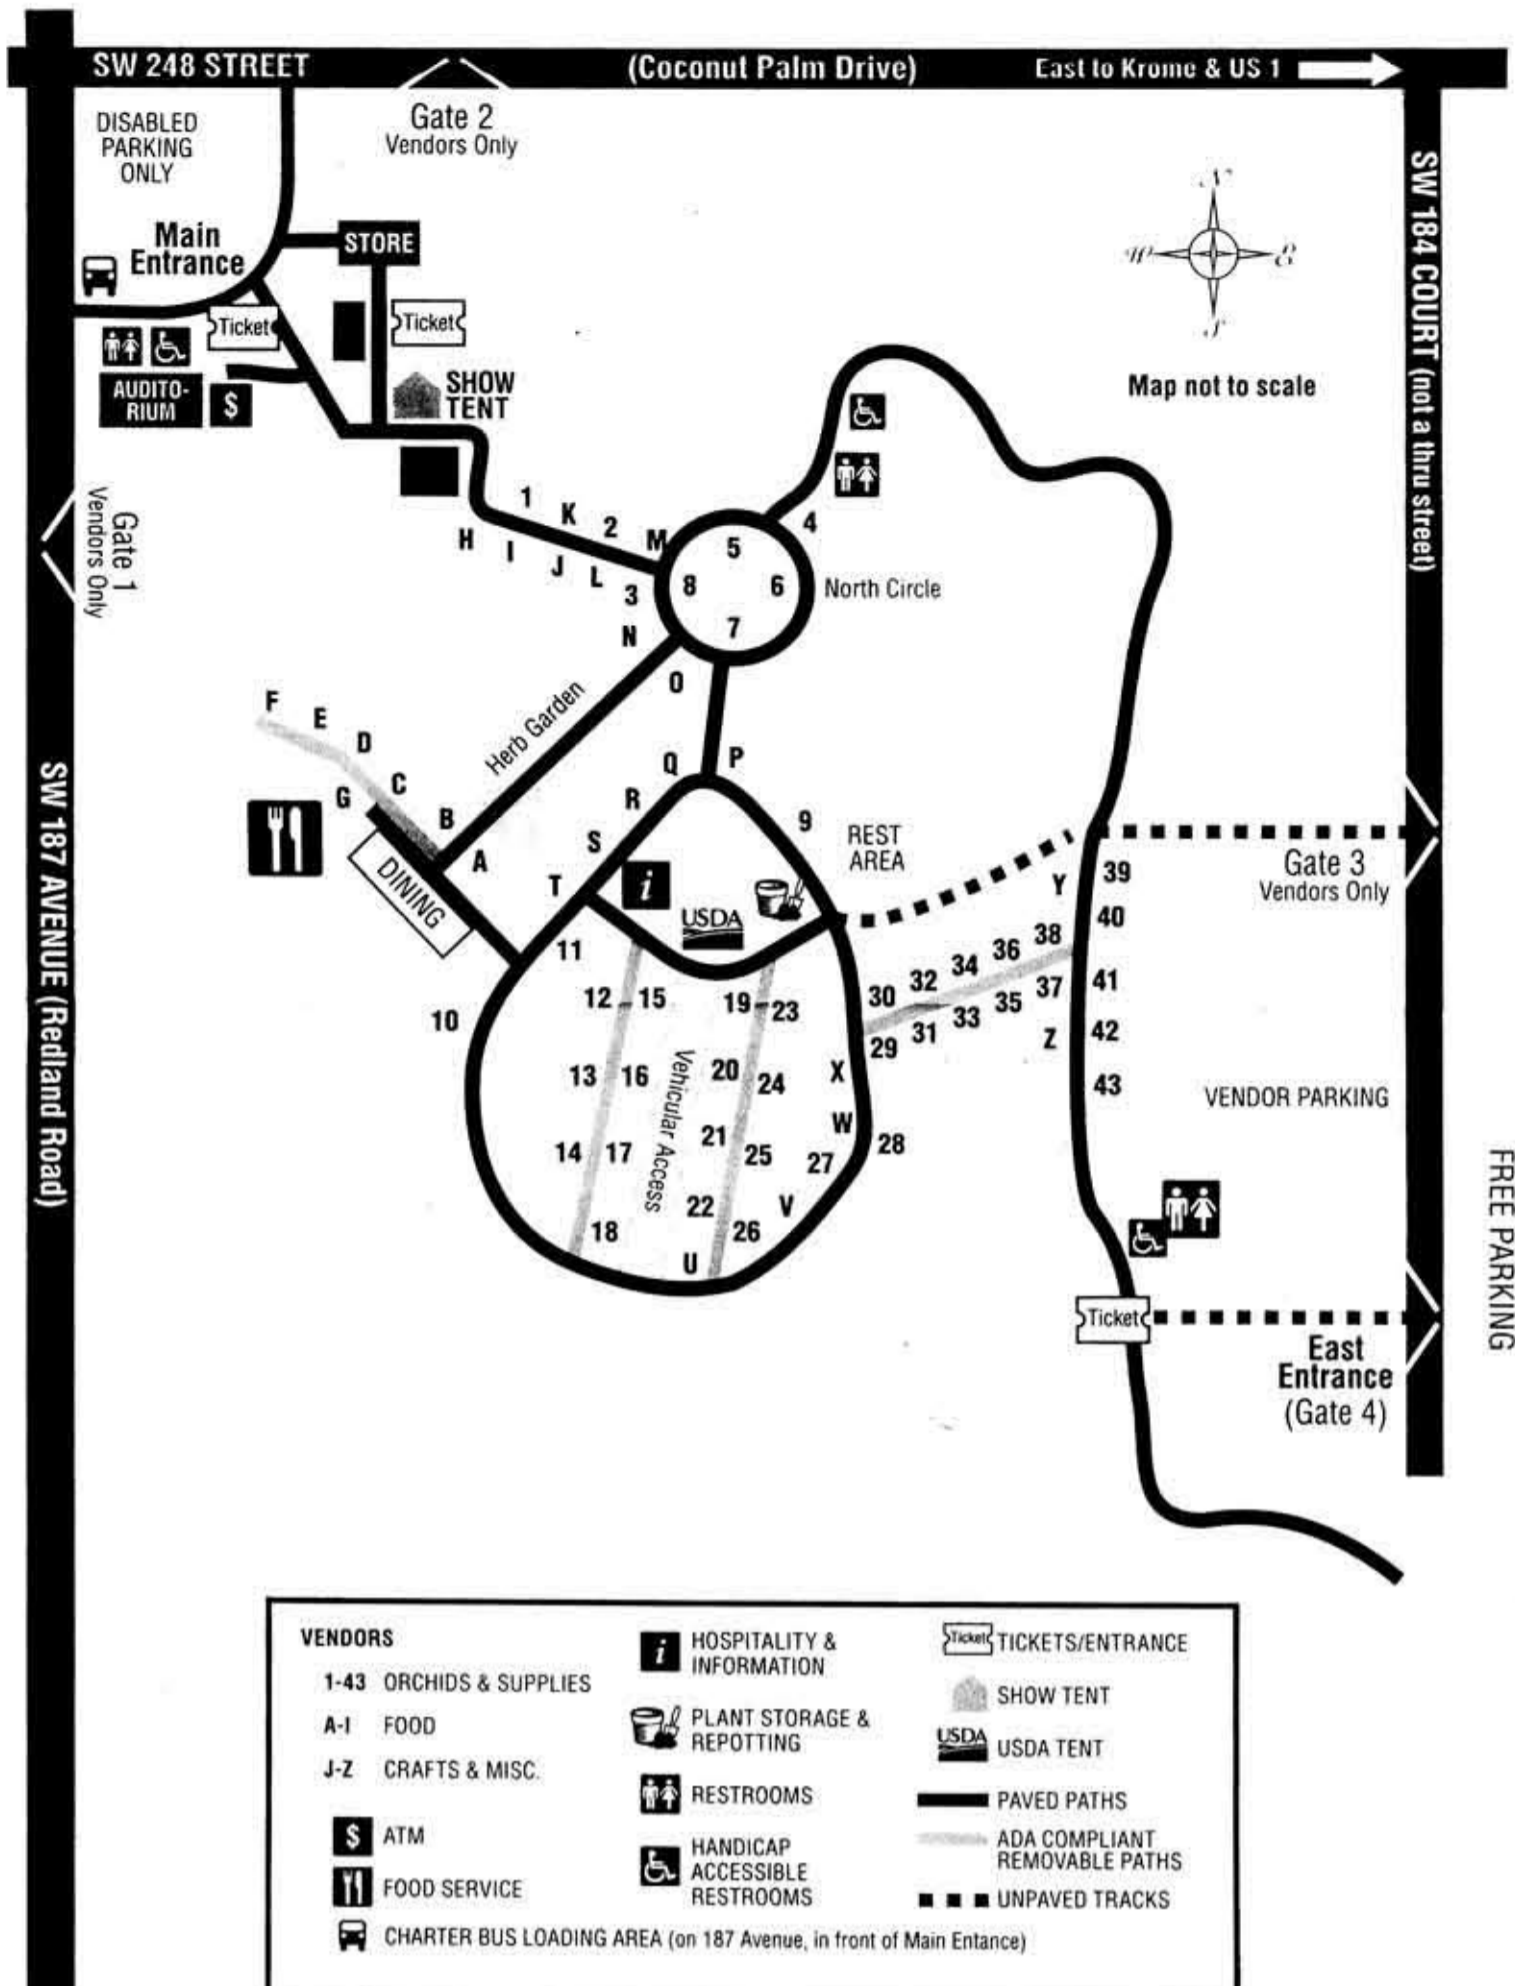 SW 248 STREET
(Coconut Palm Drive)
East to Krome & US 1
DISABLED
PARKING
ONLY
Gate 2
Vendors Only
Main
Entrance
STORE
Ticket
Ticket
SHOW
TENT
AUDITO-
RIUM
$
N
W
E
S
Map not to scale
SW 184 COURT (not a thru street)
Gate 1
Vendors Only
SW 187 AVENUE (Redland Road)
1
K
2
M
H
I
J
L
3
N
4
5
8
6
7
North Circle
O
Herb Garden
F
E
D
C
G
B
A
DINING
Q
P
R
S
T
9
REST
AREA
i
USDA
Gate 3
Vendors Only
Y
39
40
41
42
43
Z
38
36
34
32
30
37
35
33
31
29
10
11
12
15
19
23
13
16
20
24
14
17
21
25
18
22
26
Vehicular Access
X
W
27
28
V
U
VENDOR PARKING
FREE PARKING
Ticket
East
Entrance
(Gate 4)
VENDORS
1-43 ORCHIDS & SUPPLIES
A-I FOOD
J-Z CRAFTS & MISC.
$ ATM
FOOD SERVICE
CHARTER BUS LOADING AREA (on 187 Avenue, in front of Main Entance)
i HOSPITALITY &
INFORMATION
PLANT STORAGE &
REPOTTING
RESTROOMS
HANDICAP
ACCESSIBLE
RESTROOMS
Ticket TICKETS/ENTRANCE
SHOW TENT
USDA USDA TENT
PAVED PATHS
ADA COMPLIANT
REMOVABLE PATHS
UNPAVED TRACKS